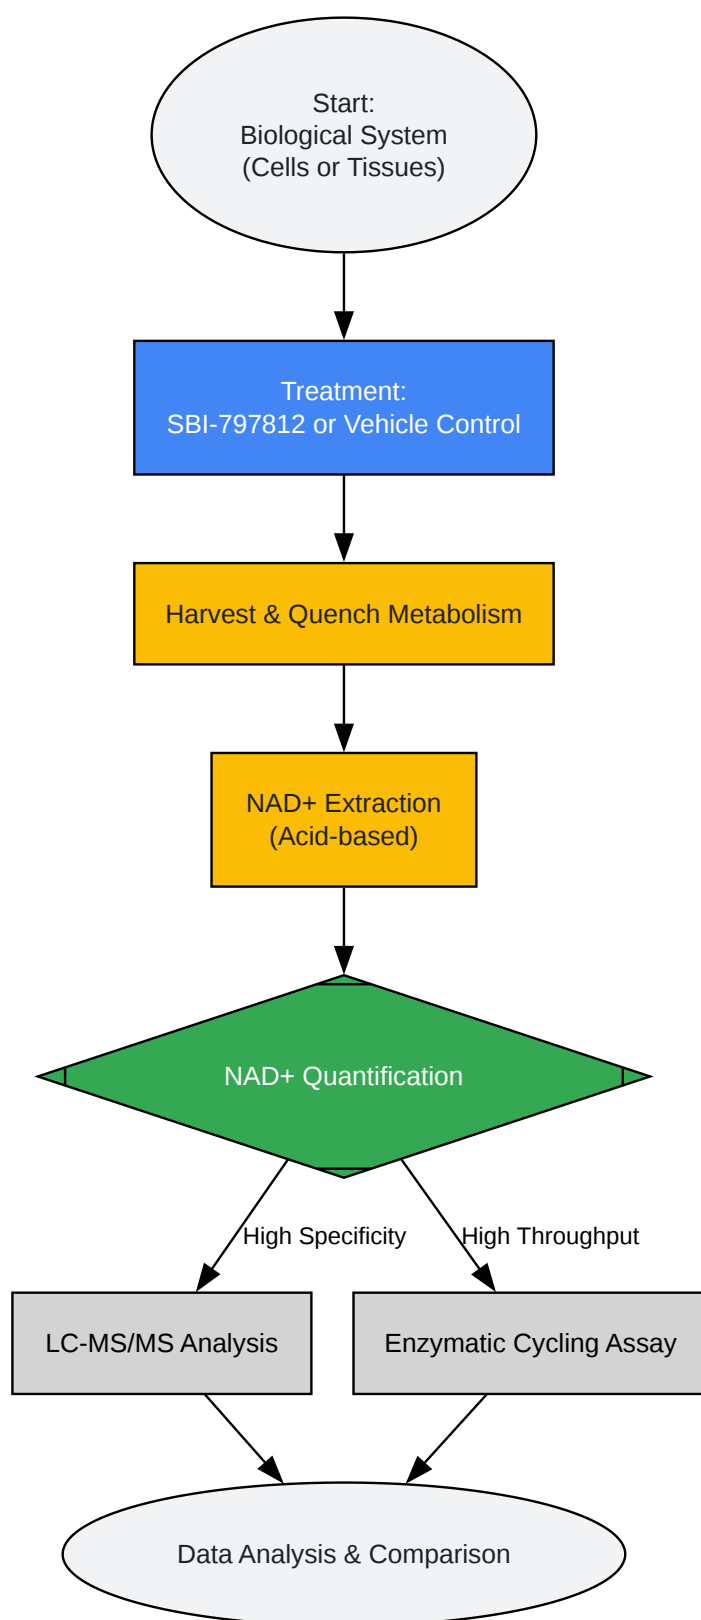 Start:
Biological System
(Cells or Tissues)
Treatment:
SBI-797812 or Vehicle Control
Harvest & Quench Metabolism
NAD+ Extraction
(Acid-based)
NAD+ Quantification
High Specificity
High Throughput
LC-MS/MS Analysis
Enzymatic Cycling Assay
Data Analysis & Comparison